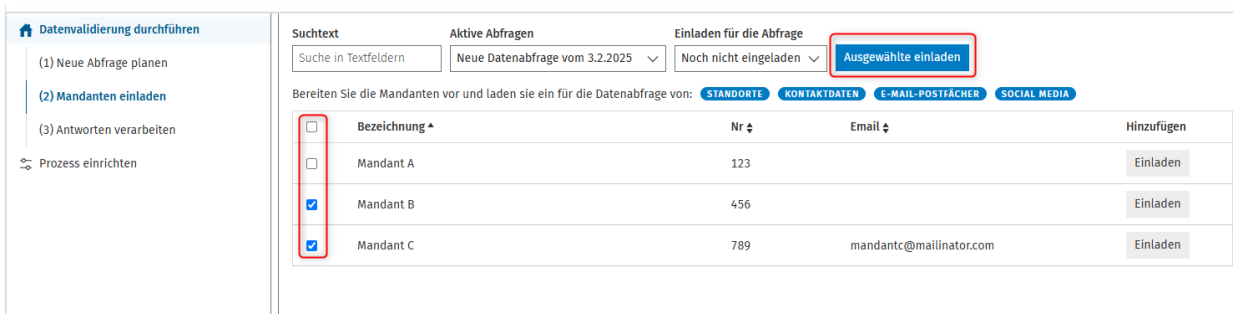 Datenvalidierung durchführen
(1) Neue Abfrage planen
(2) Mandanten einladen
(3) Antworten verarbeiten
Prozess einrichten
Suchtext Aktive Abfragen Einladen für die Abfrage
Suche in Textfeldern Neue Datenabfrage vom 3.2.2025 Noch nicht eingeladen Ausgewählte einladen
Bereiten Sie die Mandanten vor und laden sie ein für die Datenabfrage von: STANDORTE KONTAKTDATEN E-MAIL-POSTFÄCHER SOCIAL MEDIA
Bezeichnung Nr Email Hinzufügen
Mandant A 123 Einladen
Mandant B 456 Einladen
Mandant C 789 mandantc@mailinator.com Einladen